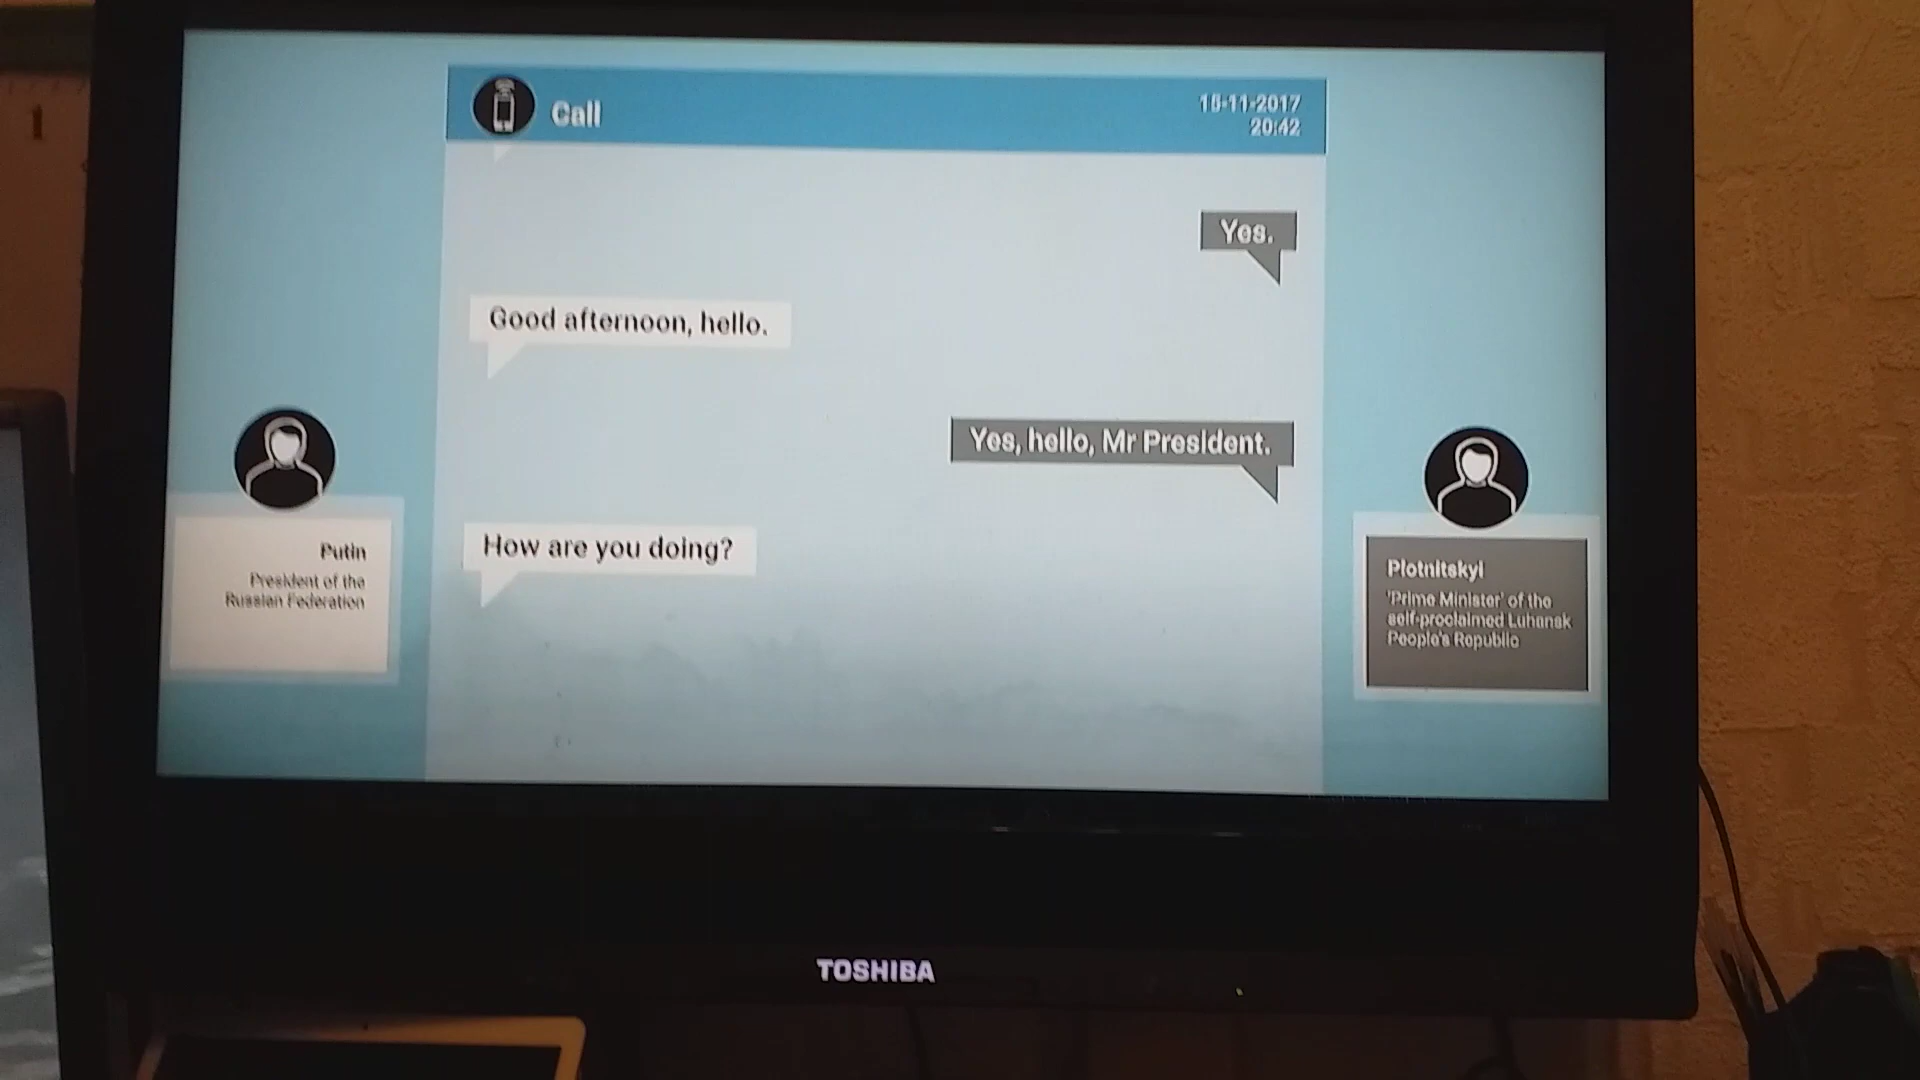 1
Call
15-11-2017
20:42
Yes.
Good afternoon, hello.
Yes, hello, Mr President.
How are you doing?
Putin
President of the
Russian Federation
Plotnitskyi
'Prime Minister' of the
self-proclaimed Luhansk
People's Republic
TOSHIBA